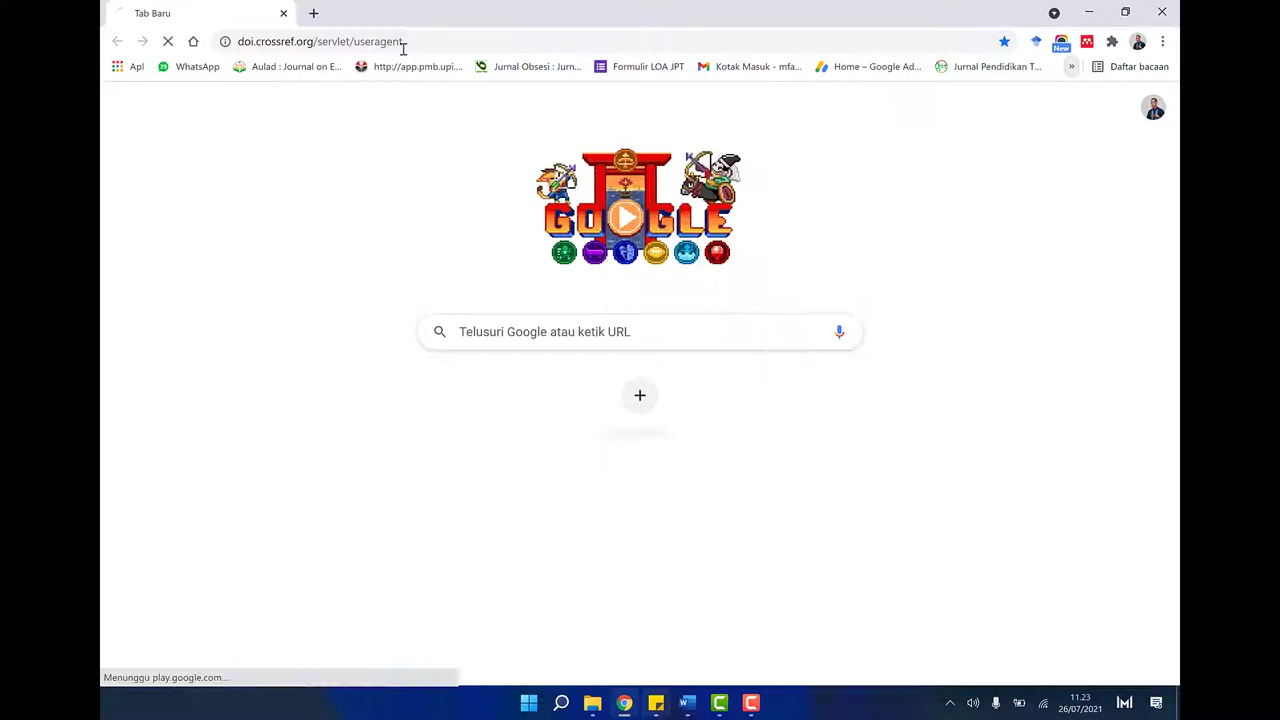 Tab Baru
doi.crossref.org/servlet/useragent
New
Apl
WhatsApp
Aulad : Journal on E...
http://app.pmb.upi....
Jurnal Obsesi : Jurn...
Formulir LOA JPT
Kotak Masuk - mfa...
Home – Google Ad...
Jurnal Pendidikan T...
»
Daftar bacaan
GOOGLE
Telusuri Google atau ketik URL
Menunggu play.google.com...
11.23
26/07/2021